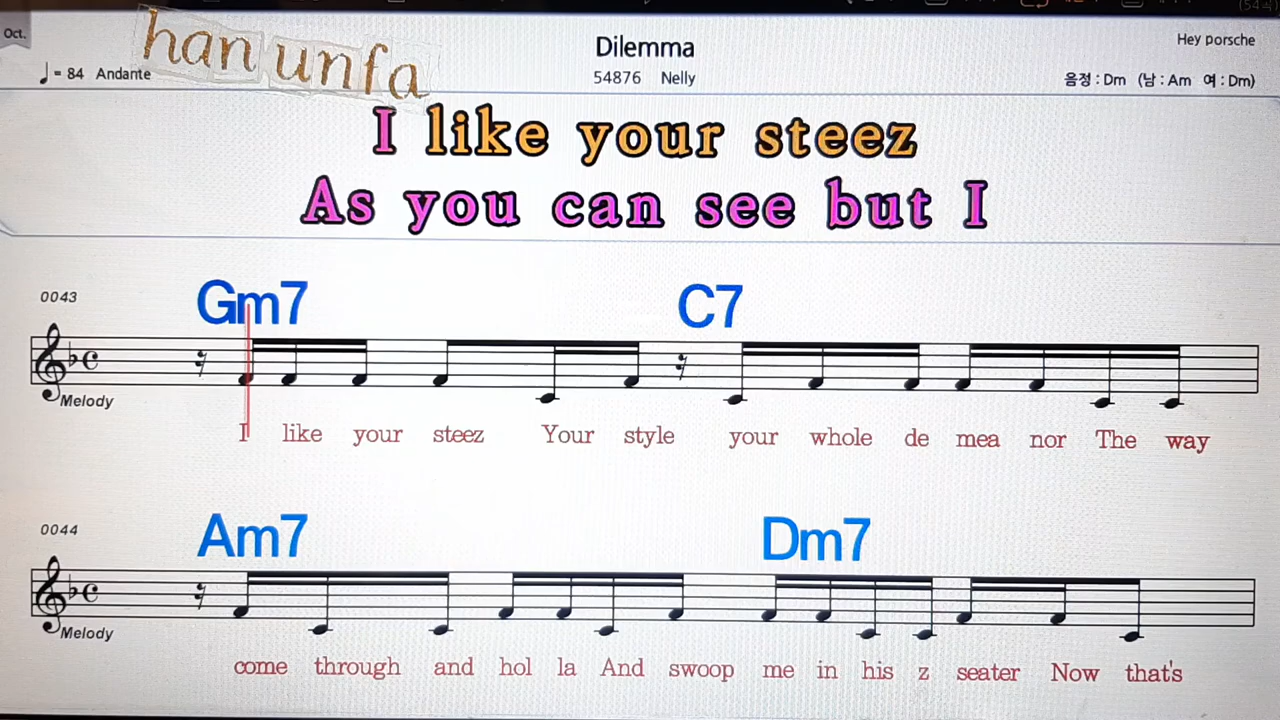 Oct.
han unfa
Dilemma
Hey porsche
♩ = 84 Andante
54876 Nelly
음정 : Dm (남 : Am 여 : Dm)
I like your steez
As you can see but I
0043
Gm7 C7
Melody
I like your steez Your style your whole de mea nor The way
0044
Am7 Dm7
Melody
come through and hol la And swoop me in his z seater Now that's